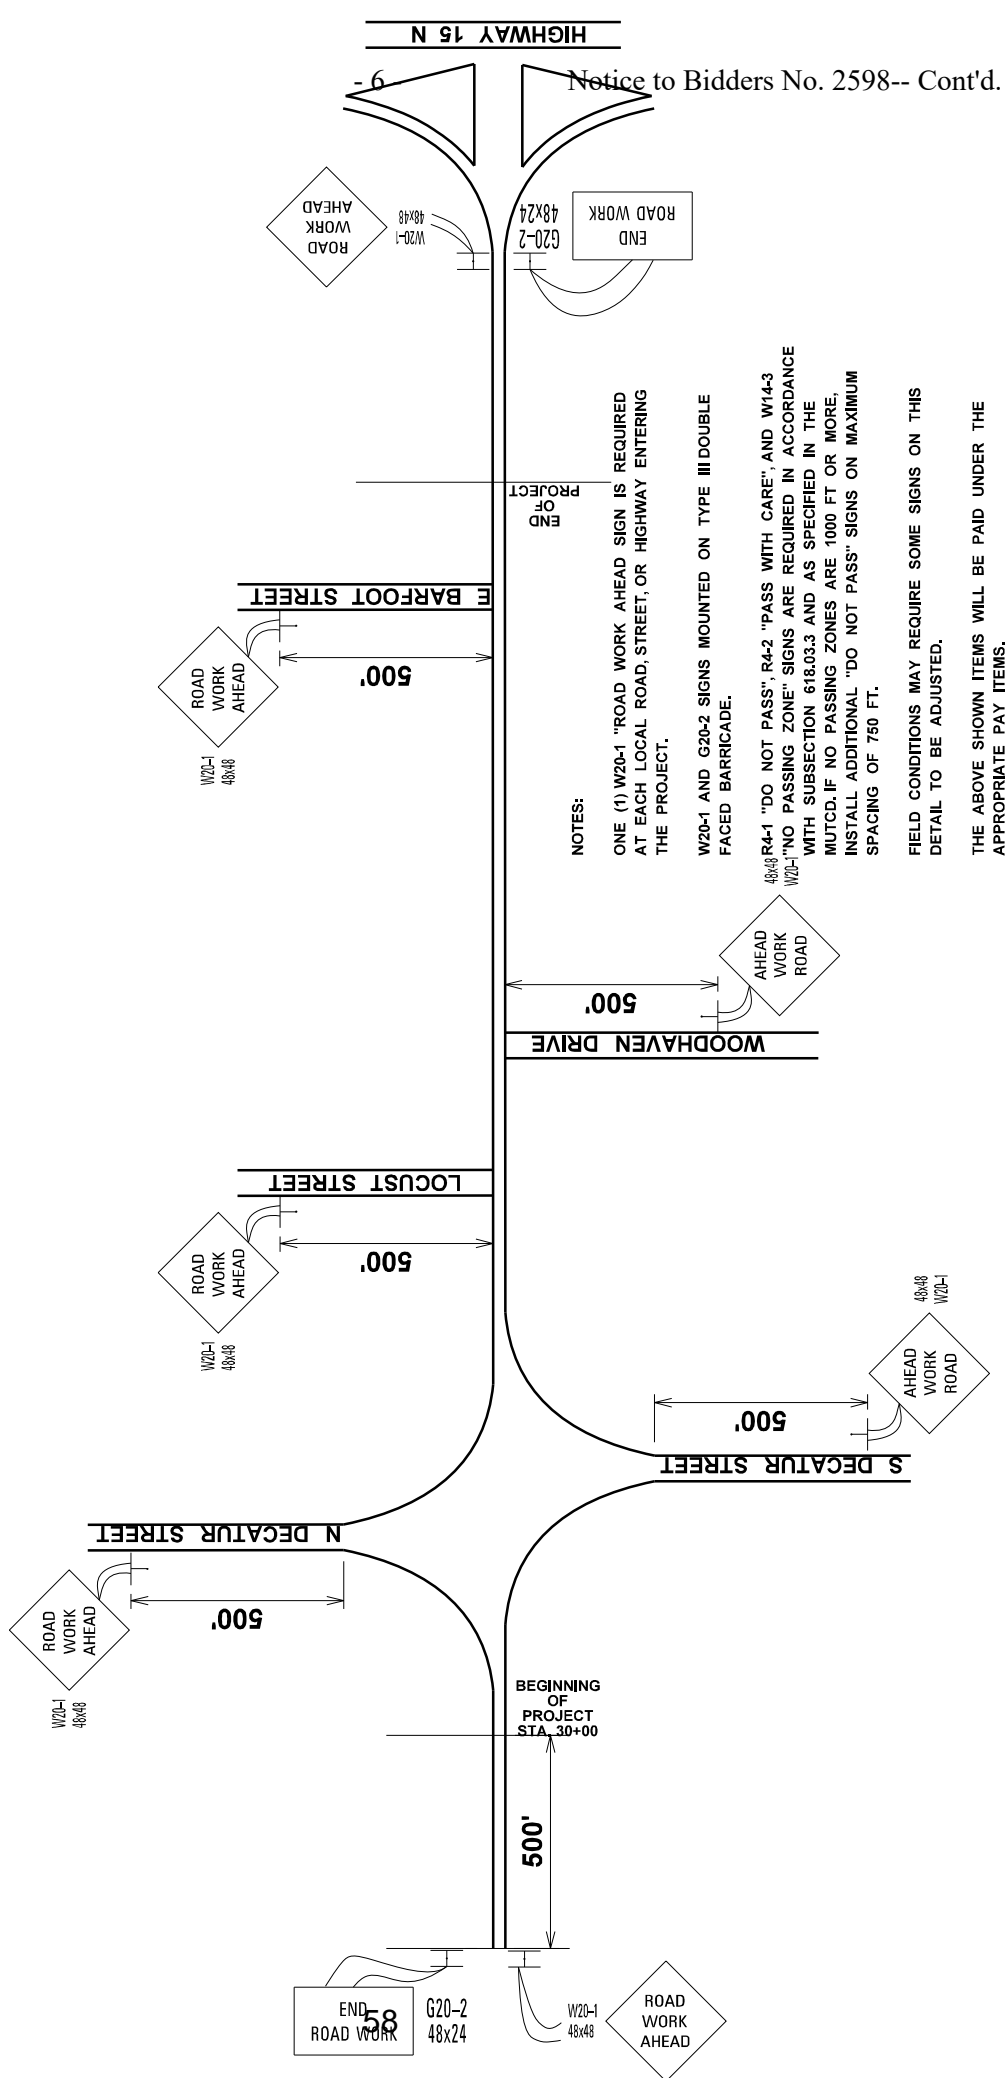 HIGHWAY 15 N
- 6 -
Notice to Bidders No. 2598-- Cont'd.
ROAD
WORK
AHEAD
W20-1
48x48
G20-2
48x24
END
ROAD WORK
END
OF
PROJECT
E BARFOOT STREET
500'
ROAD
WORK
AHEAD
W20-1
48x48
NOTES:
ONE (1) W20-1 "ROAD WORK AHEAD SIGN IS REQUIRED
AT EACH LOCAL ROAD, STREET, OR HIGHWAY ENTERING
THE PROJECT.
W20-1 AND G20-2 SIGNS MOUNTED ON TYPE III DOUBLE
FACED BARRICADE.
R4-1 "DO NOT PASS", R4-2 "PASS WITH CARE", AND W14-3
"NO PASSING ZONE" SIGNS ARE REQUIRED IN ACCORDANCE
WITH SUBSECTION 618.03.3 AND AS SPECIFIED IN THE
MUTCD. IF NO PASSING ZONES ARE 1000 FT OR MORE,
INSTALL ADDITIONAL "DO NOT PASS" SIGNS ON MAXIMUM
SPACING OF 750 FT.
FIELD CONDITIONS MAY REQUIRE SOME SIGNS ON THIS
DETAIL TO BE ADJUSTED.
THE ABOVE SHOWN ITEMS WILL BE PAID UNDER THE
APPROPRIATE PAY ITEMS.
48x48
W20-1
AHEAD
WORK
ROAD
500'
WOODHAVEN DRIVE
LOCUST STREET
500'
ROAD
WORK
AHEAD
W20-1
48x48
48x48
W20-1
AHEAD
WORK
ROAD
500'
S DECATUR STREET
N DECATUR STREET
500'
ROAD
WORK
AHEAD
W20-1
48x48
BEGINNING
OF
PROJECT
STA. 30+00
500'
END
ROAD WORK
58
G20-2
48x24
W20-1
48x48
ROAD
WORK
AHEAD